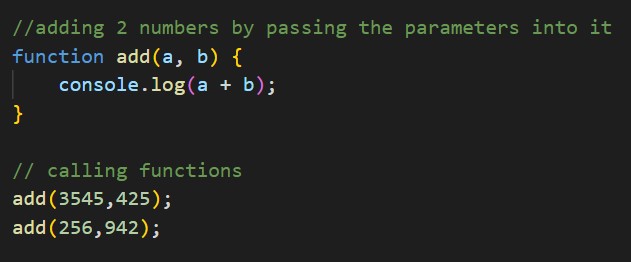 //adding 2 numbers by passing the parameters into it
function add(a, b) {
    console.log(a + b);
}
// calling functions
add(3545,425);
add(256,942);